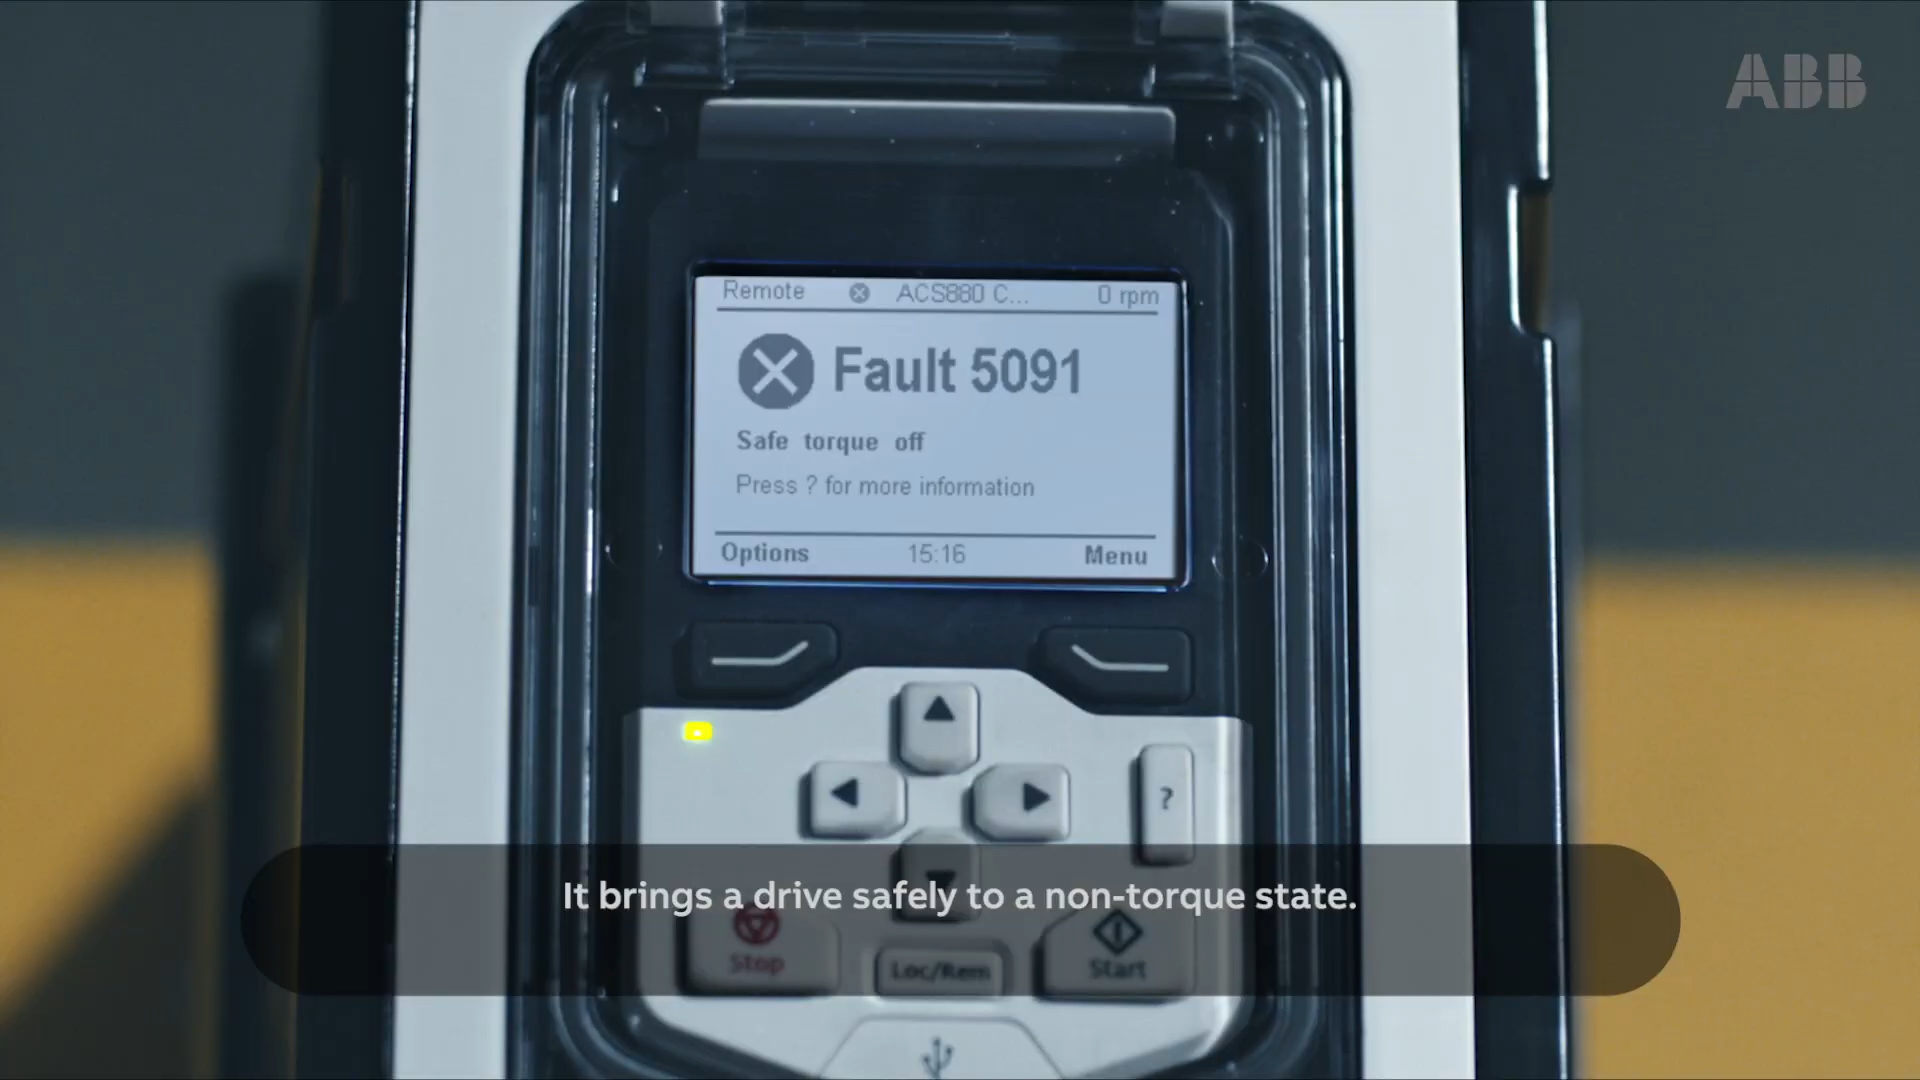 ABB
Remote ACS880 C... 0 rpm
Fault 5091
Safe torque off
Press ? for more information
Options 15:16 Menu
?
It brings a drive safely to a non-torque state.
Stop Loc/Rem Start